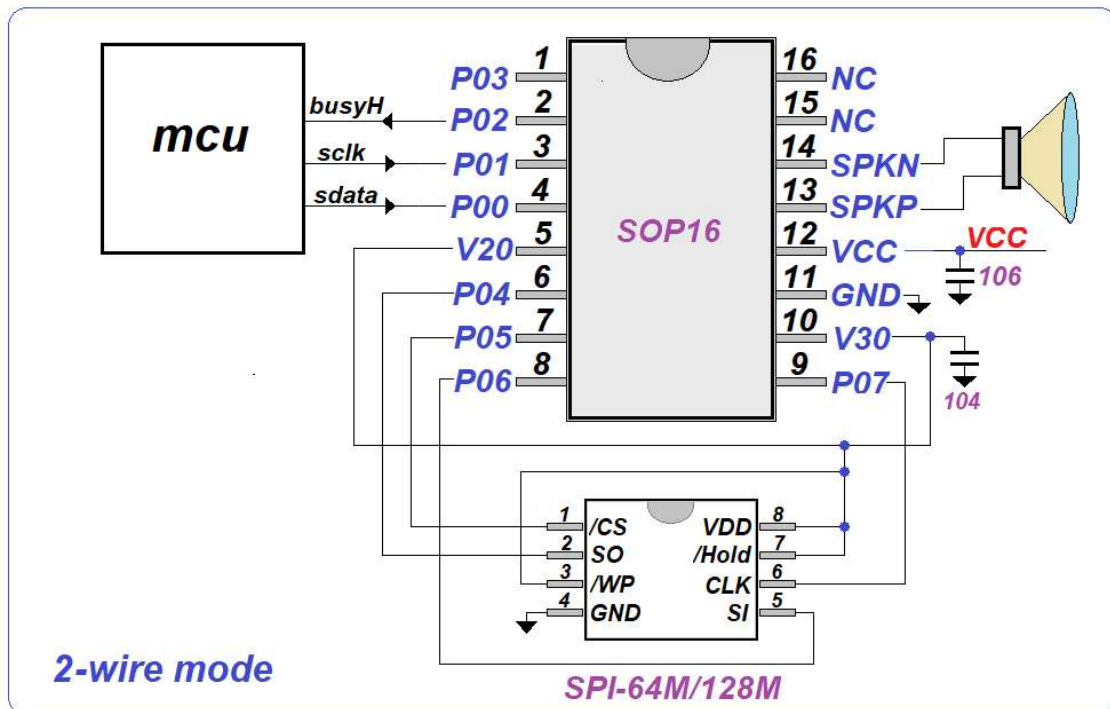 mcu
busyH
sclk
sdata
P03 1
P02 2
P01 3
P00 4
V20 5
P04 6
P05 7
P06 8
SOP16
16 NC
15 NC
14 SPKN
13 SPKP
12 VCC
11 GND
10 V30
9 P07
VCC
106
104
1 /CS
2 SO
3 /WP
4 GND
VDD 8
/Hold 7
CLK 6
SI 5
2-wire mode
SPI-64M/128M